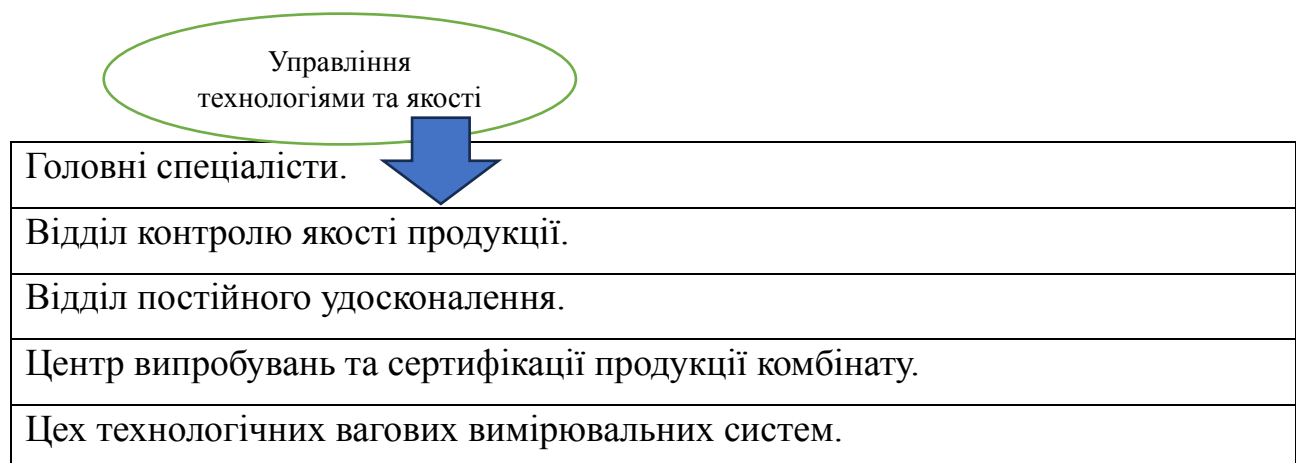 Управління
технологіями та якості
Головні спеціалісти.
Відділ контролю якості продукції.
Відділ постійного удосконалення.
Центр випробувань та сертифікації продукції комбінату.
Цех технологічних вагових вимірювальних систем.